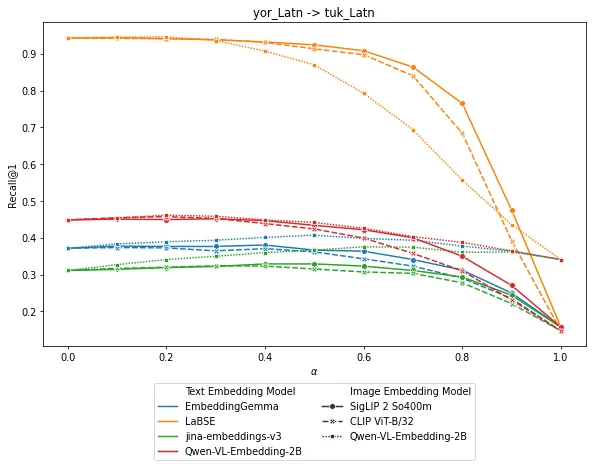 yor_Latn -> tuk_Latn
Recall@1
0.9
0.8
0.7
0.6
0.5
0.4
0.3
0.2
0.0 0.2 0.4 0.6 0.8 1.0
α
Text Embedding Model
EmbeddingGemma
LaBSE
jina-embeddings-v3
Qwen-VL-Embedding-2B
Image Embedding Model
SigLIP 2 So400m
CLIP ViT-B/32
Qwen-VL-Embedding-2B